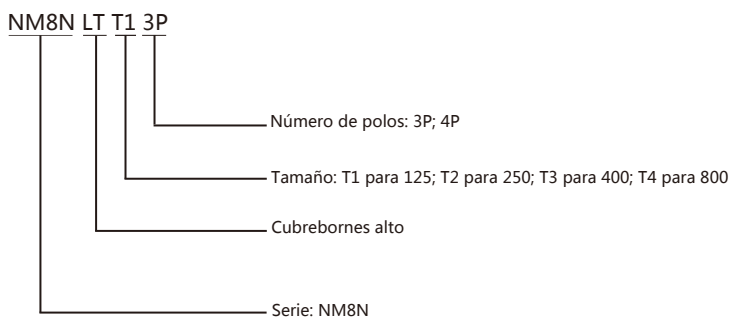 NM8N LT T1 3P
Número de polos: 3P; 4P
Tamaño: T1 para 125; T2 para 250; T3 para 400; T4 para 800
Cubrebornes alto
Serie: NM8N